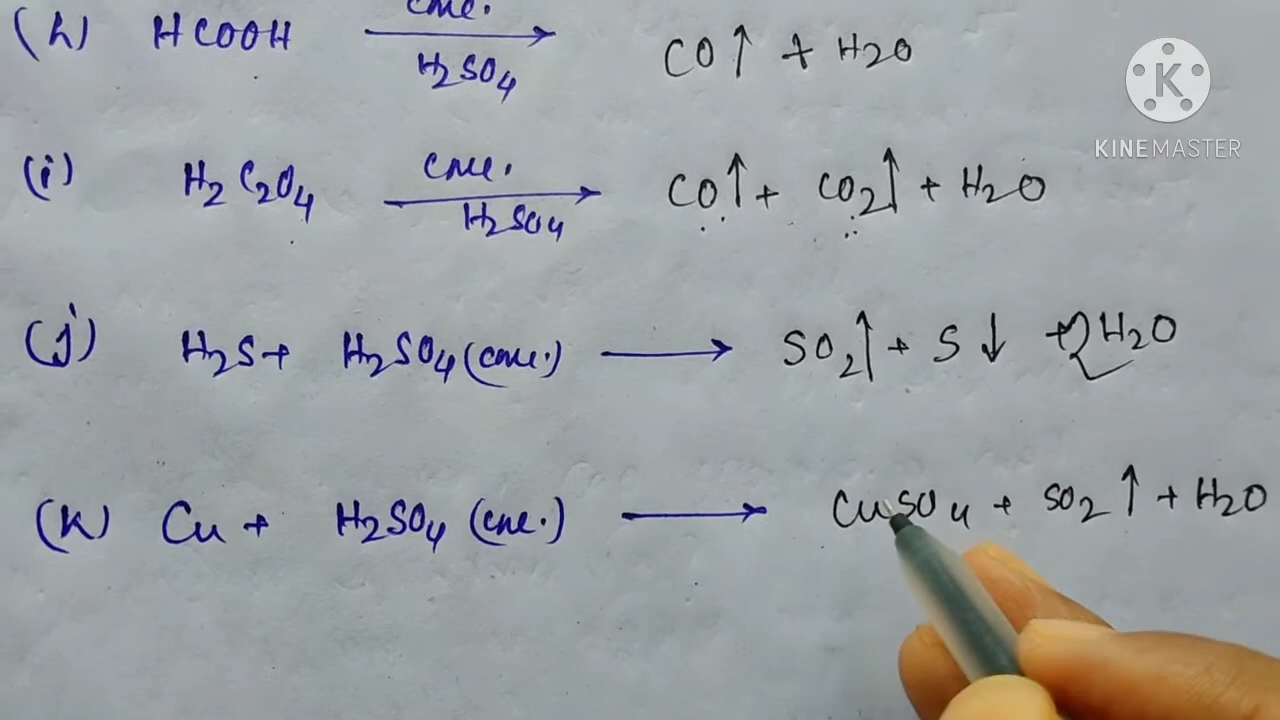 (h) HCOOH —conc. H2SO4→ CO↑ + H2O
K
KINEMASTER
(i) H2C2O4 —conc. H2SO4→ CO↑ + CO2↑ + H2O
(j) H2S + H2SO4 (conc.) → SO2↑ + S↓ + 2H2O
(k) Cu + H2SO4 (conc.) → CuSO4 + SO2↑ + H2O